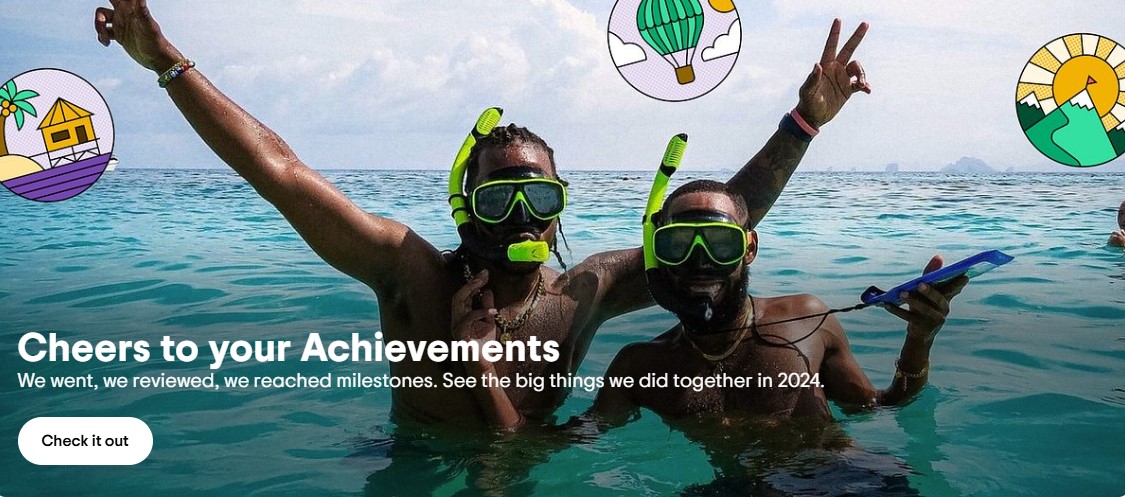 Cheers to your Achievements
We went, we reviewed, we reached milestones. See the big things we did together in 2024.
Check it out